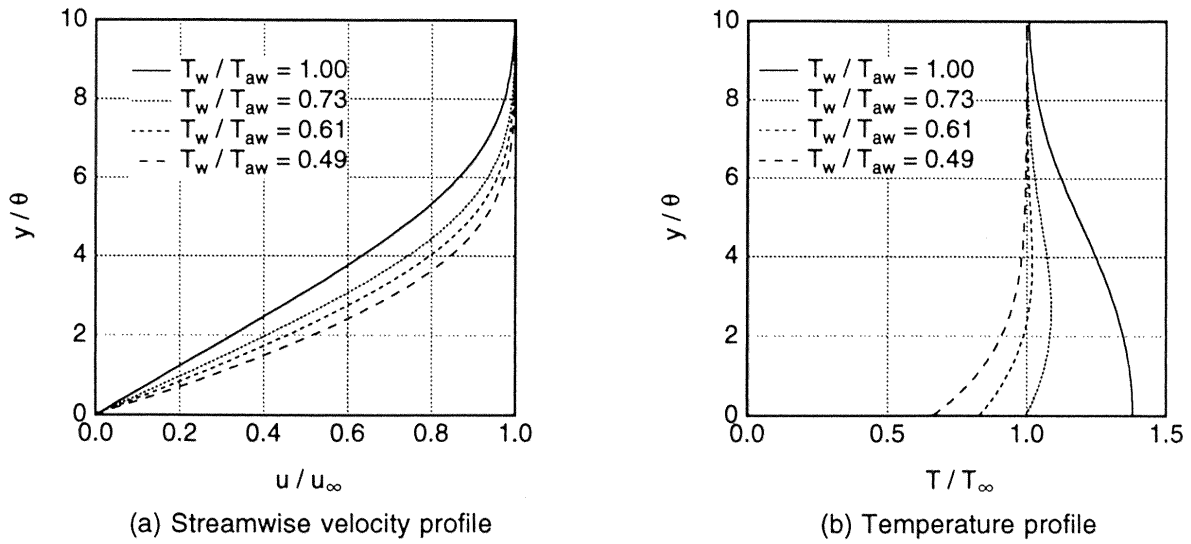 10
8
6
4
2
0
y / θ
T_w / T_aw = 1.00
T_w / T_aw = 0.73
T_w / T_aw = 0.61
T_w / T_aw = 0.49
0.0 0.2 0.4 0.6 0.8 1.0
u / u_∞
(a) Streamwise velocity profile
10
8
6
4
2
0
y / θ
T_w / T_aw = 1.00
T_w / T_aw = 0.73
T_w / T_aw = 0.61
T_w / T_aw = 0.49
0.0 0.5 1.0 1.5
T / T_∞
(b) Temperature profile